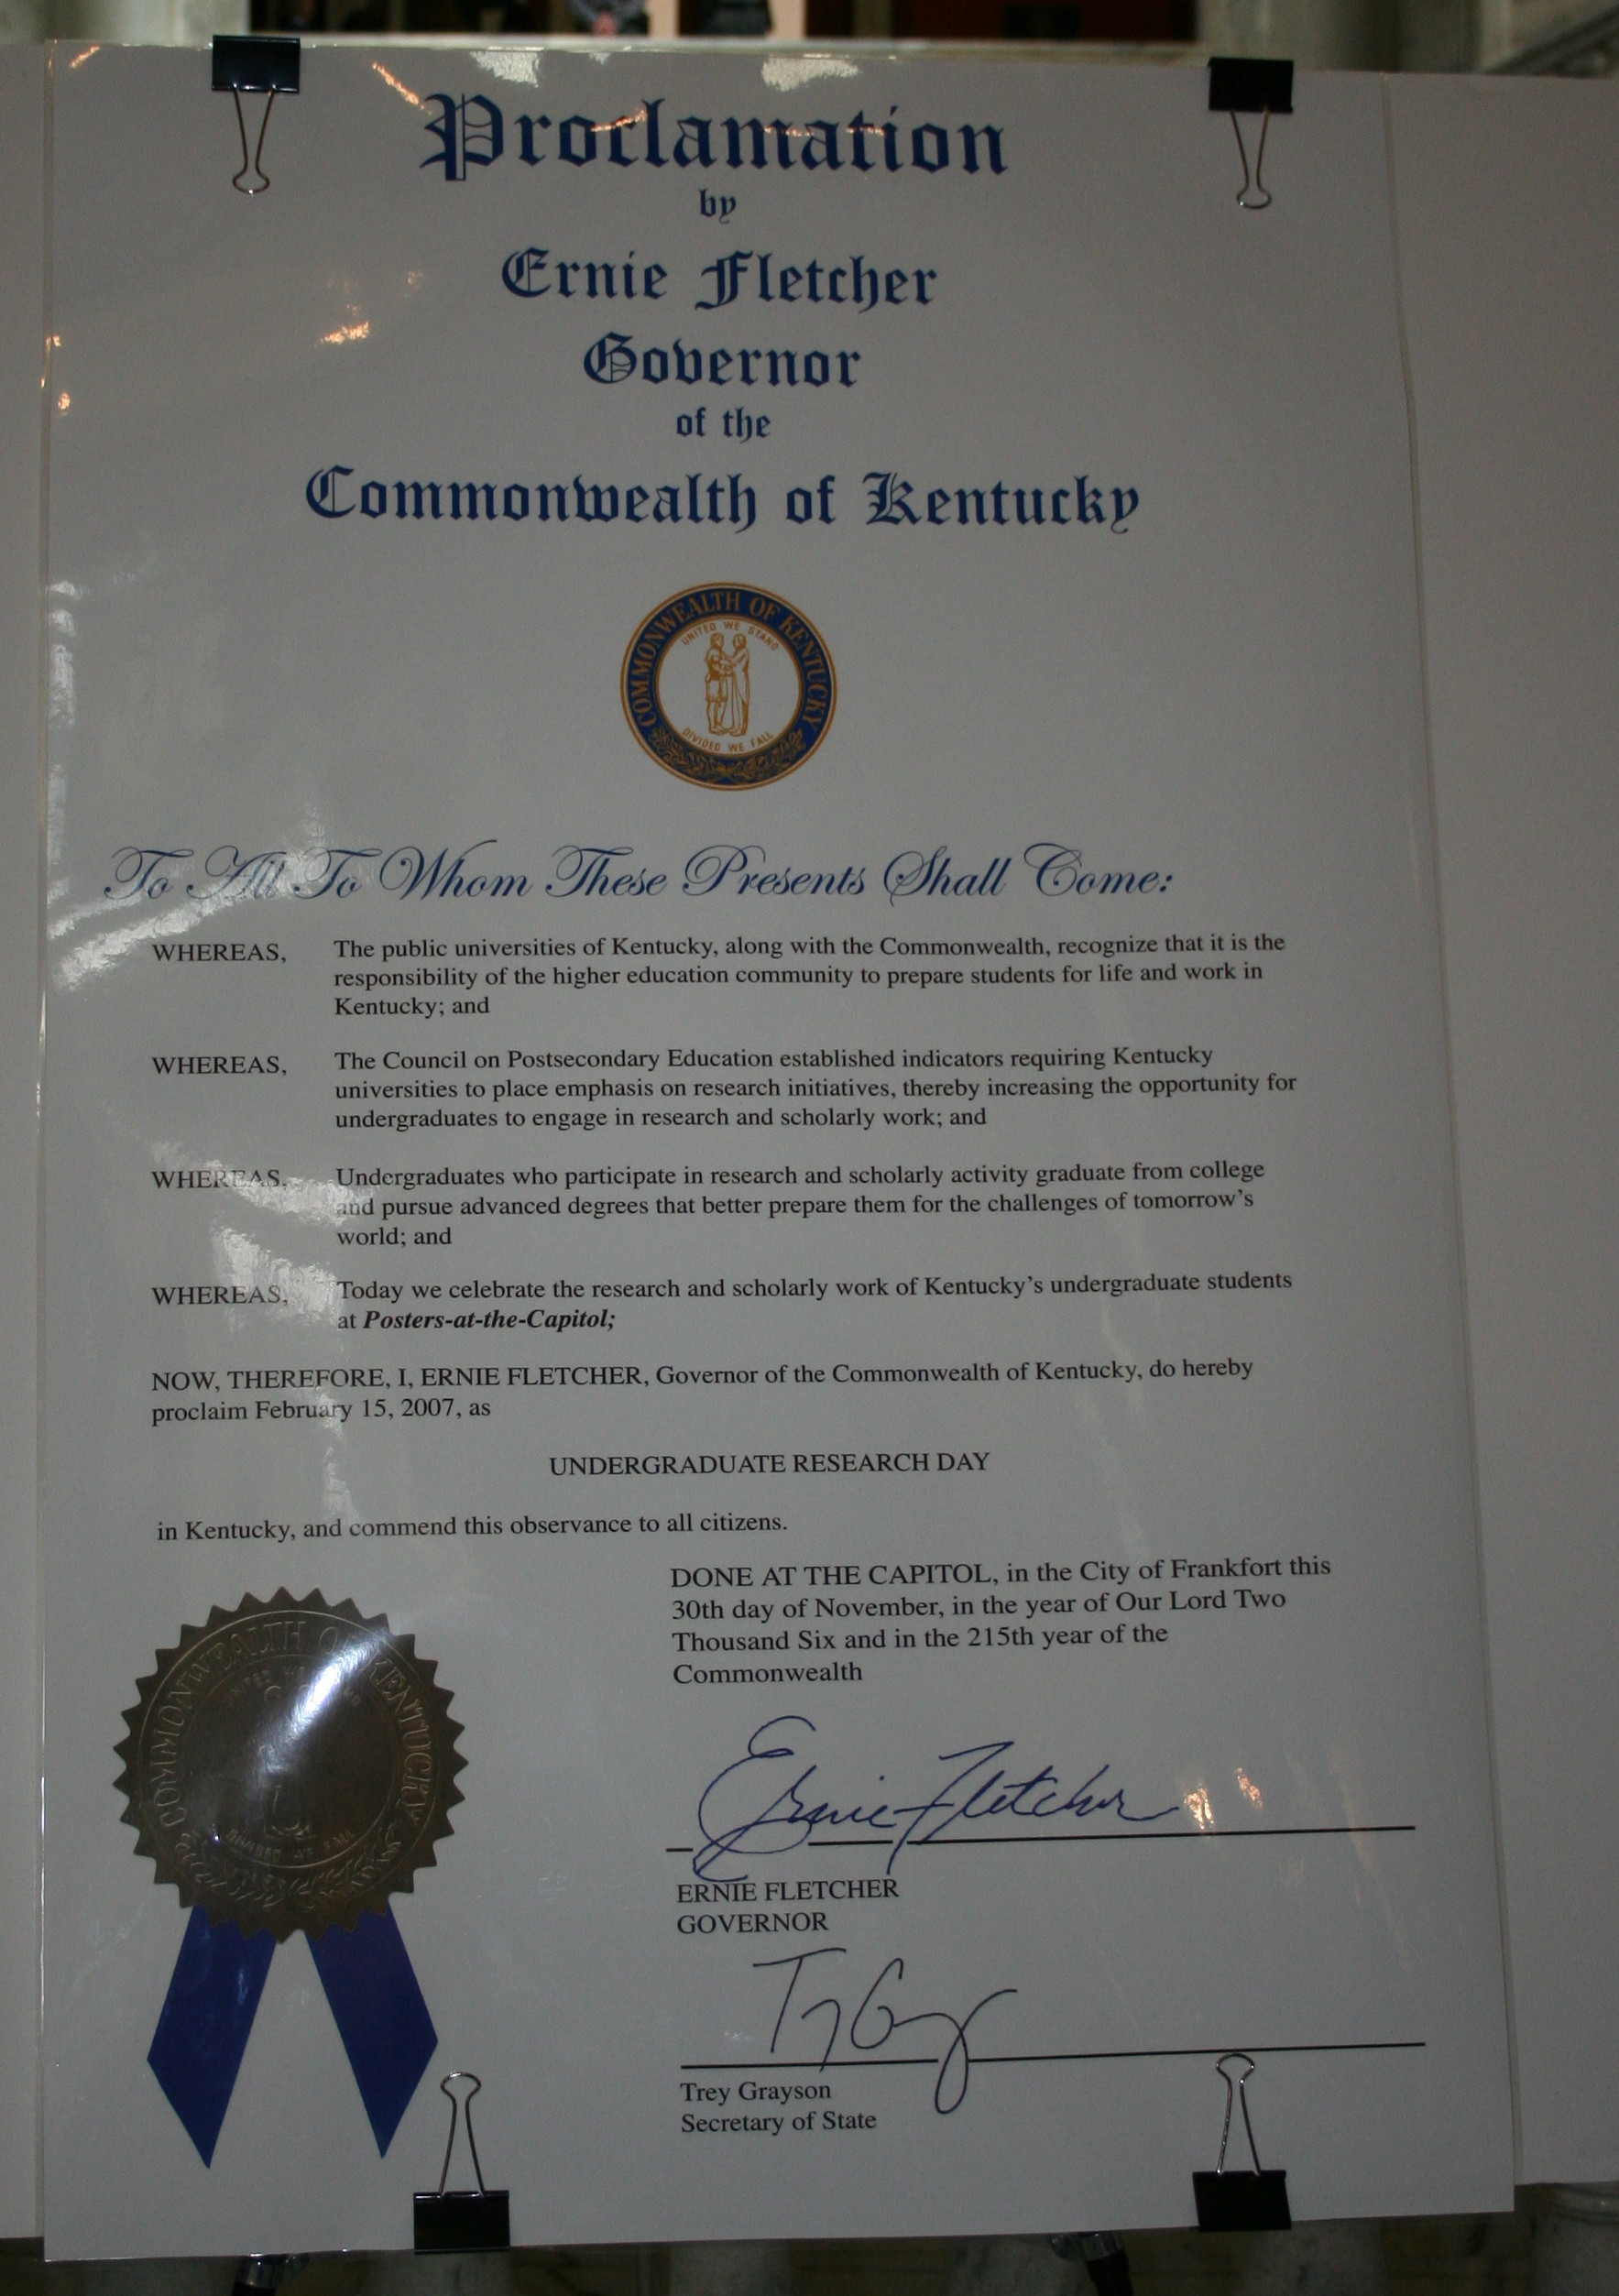 Proclamation
by
Ernie Fletcher
Governor
of the
Commonwealth of Kentucky
COMMONWEALTH OF KENTUCKY
UNITED WE STAND
DIVIDED WE FALL
To All To Whom These Presents Shall Come:
WHEREAS, The public universities of Kentucky, along with the Commonwealth, recognize that it is the
responsibility of the higher education community to prepare students for life and work in
Kentucky; and
WHEREAS, The Council on Postsecondary Education established indicators requiring Kentucky
universities to place emphasis on research initiatives, thereby increasing the opportunity for
undergraduates to engage in research and scholarly work; and
WHEREAS, Undergraduates who participate in research and scholarly activity graduate from college
and pursue advanced degrees that better prepare them for the challenges of tomorrow's
world; and
WHEREAS, Today we celebrate the research and scholarly work of Kentucky's undergraduate students
at Posters-at-the-Capitol;
NOW, THEREFORE, I, ERNIE FLETCHER, Governor of the Commonwealth of Kentucky, do hereby
proclaim February 15, 2007, as
UNDERGRADUATE RESEARCH DAY
in Kentucky, and commend this observance to all citizens.
DONE AT THE CAPITOL, in the City of Frankfort this
30th day of November, in the year of Our Lord Two
Thousand Six and in the 215th year of the
Commonwealth
COMMONWEALTH OF KENTUCKY
UNITED WE
DIVIDED WE FALL
Ernie Fletcher
ERNIE FLETCHER
GOVERNOR
Trey Grayson
Secretary of State